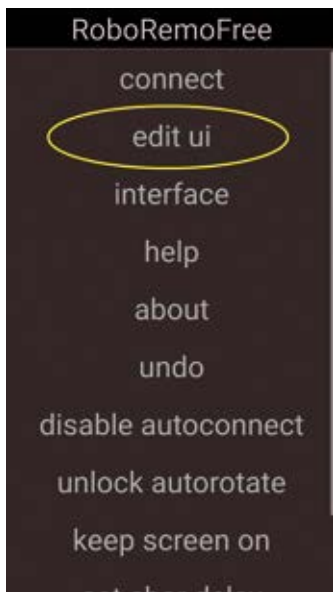 RoboRemoFree
connect
edit ui
interface
help
about
undo
disable autoconnect
unlock autorotate
keep screen on